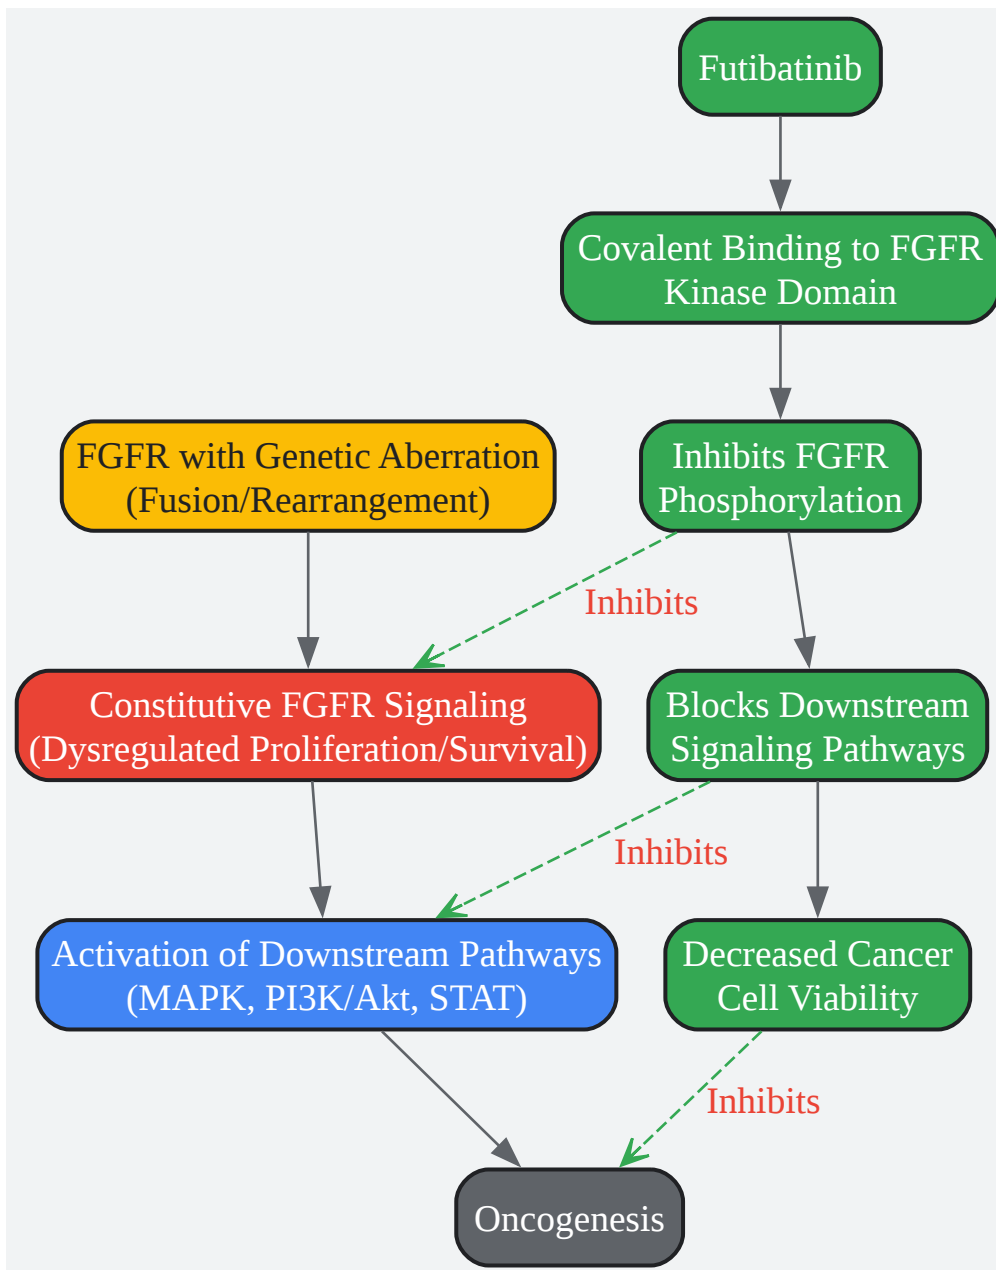 Futibatinib
Covalent Binding to FGFR
Kinase Domain
FGFR with Genetic Aberration
(Fusion/Rearrangement)
Inhibits FGFR
Phosphorylation
Inhibits
Constitutive FGFR Signaling
(Dysregulated Proliferation/Survival)
Blocks Downstream
Signaling Pathways
Inhibits
Activation of Downstream Pathways
(MAPK, PI3K/Akt, STAT)
Decreased Cancer
Cell Viability
Inhibits
Oncogenesis